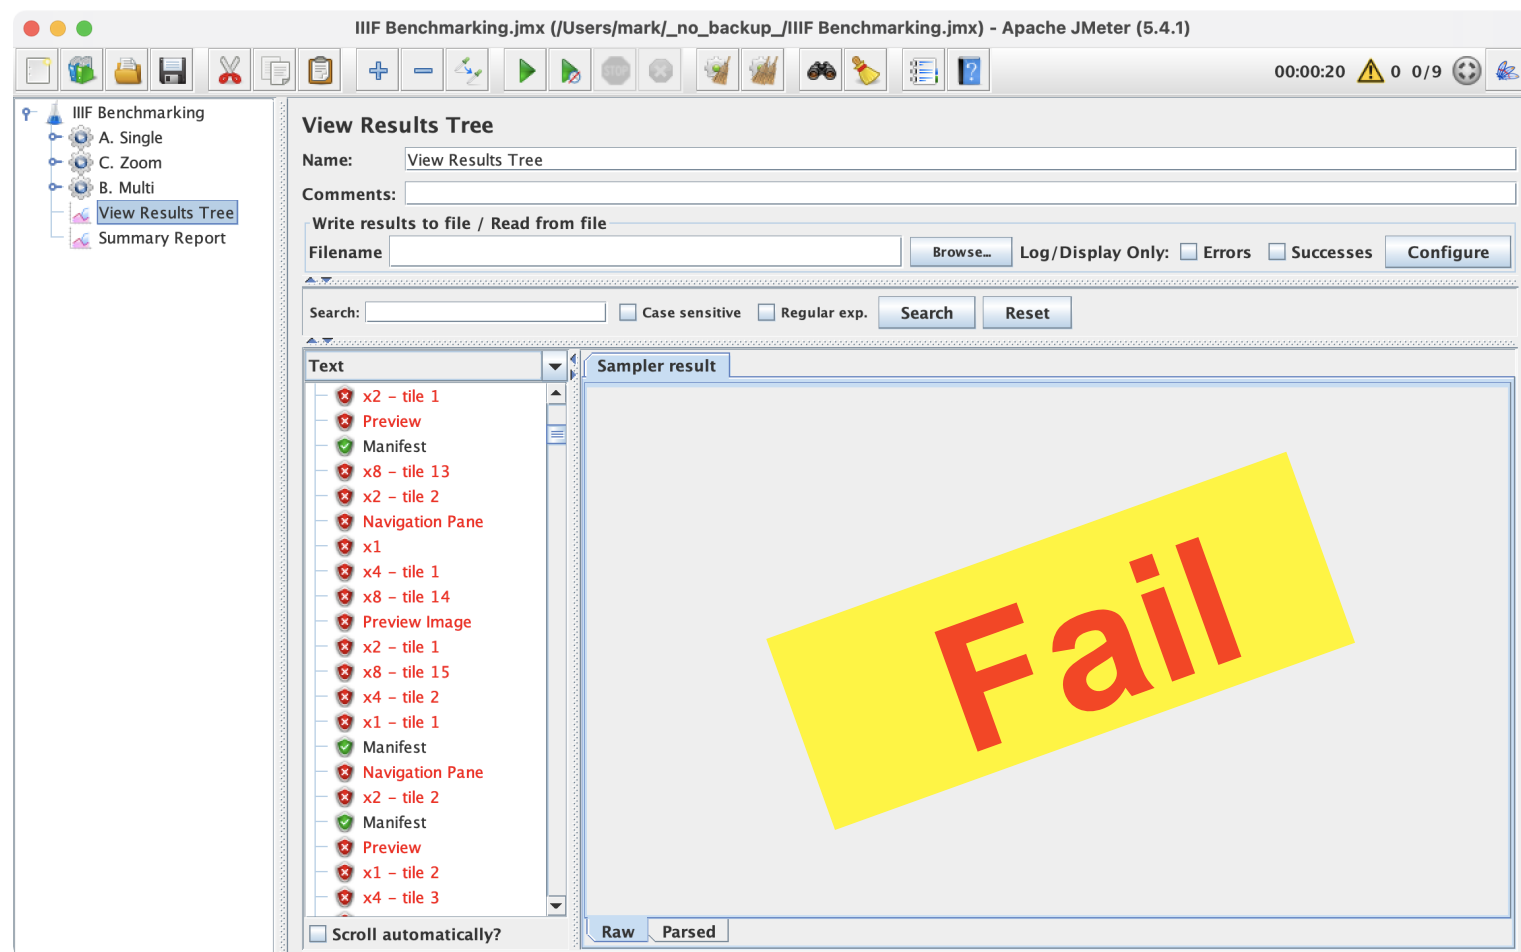 IIIF Benchmarking.jmx (/Users/mark/_no_backup_/IIIF Benchmarking.jmx) - Apache JMeter (5.4.1)
STOP
00:00:20 0 0/9
IIIF Benchmarking
A. Single
C. Zoom
B. Multi
View Results Tree
Summary Report
View Results Tree
Name: View Results Tree
Comments:
Write results to file / Read from file
Filename Browse... Log/Display Only: Errors Successes Configure
Search: Case sensitive Regular exp. Search Reset
Text
x2 - tile 1
Preview
Manifest
x8 - tile 13
x2 - tile 2
Navigation Pane
x1
x4 - tile 1
x8 - tile 14
Preview Image
x2 - tile 1
x8 - tile 15
x4 - tile 2
x1 - tile 1
Manifest
Navigation Pane
x2 - tile 2
Manifest
Preview
x1 - tile 2
x4 - tile 3
Scroll automatically?
Sampler result
Fail
Raw Parsed